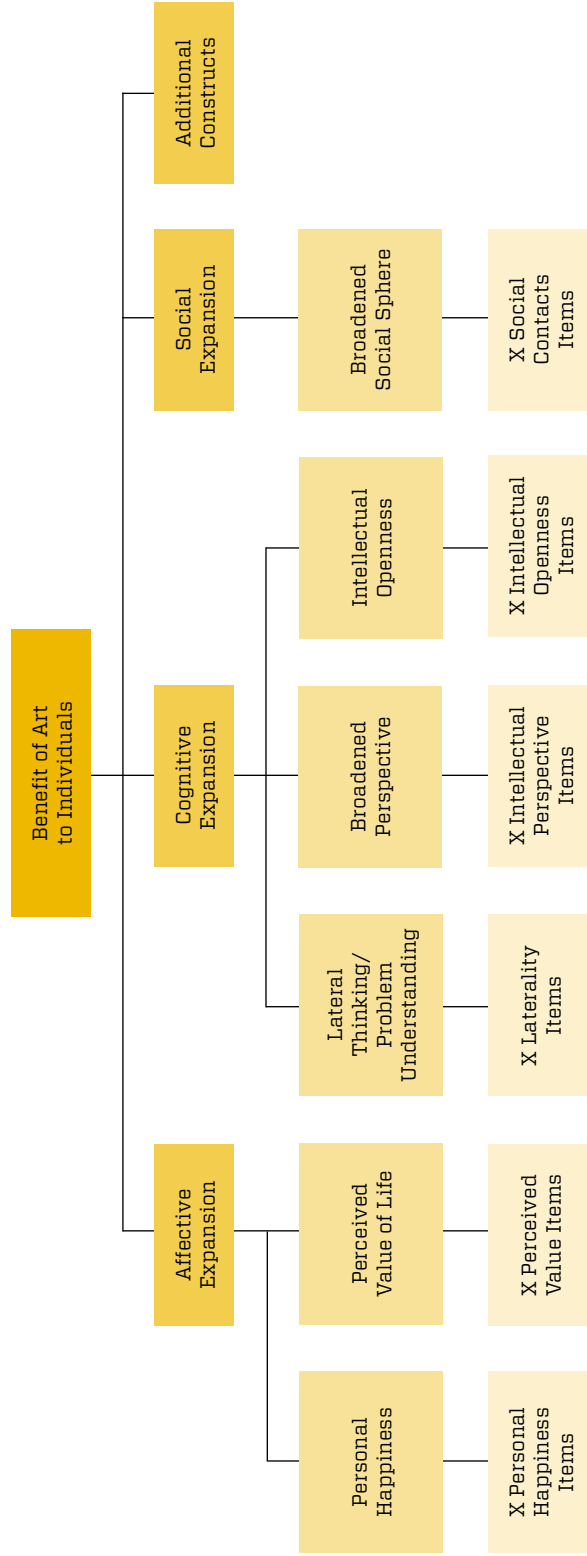 Benefit of Art
to Individuals
Affective
Expansion
Cognitive
Expansion
Social
Expansion
Additional
Constructs
Personal
Happiness
Perceived
Value of Life
Lateral
Thinking/
Problem
Understanding
Broadened
Perspective
Intellectual
Openness
Broadened
Social Sphere
X Personal
Happiness
Items
X Perceived
Value Items
X Laterality
Items
X Intellectual
Perspective
Items
X Intellectual
Openness
Items
X Social
Contacts
Items